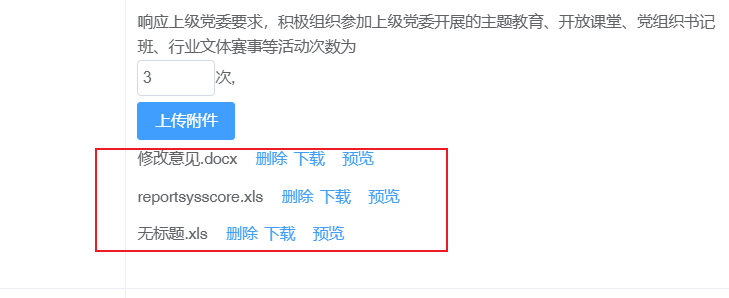 响应上级党委要求，积极组织参加上级党委开展的主题教育、开放课堂、党组织书记
班、行业文体赛事等活动次数为
3 次,
上传附件
修改意见.docx 删除 下载 预览
reportsysscore.xls 删除 下载 预览
无标题.xls 删除 下载 预览